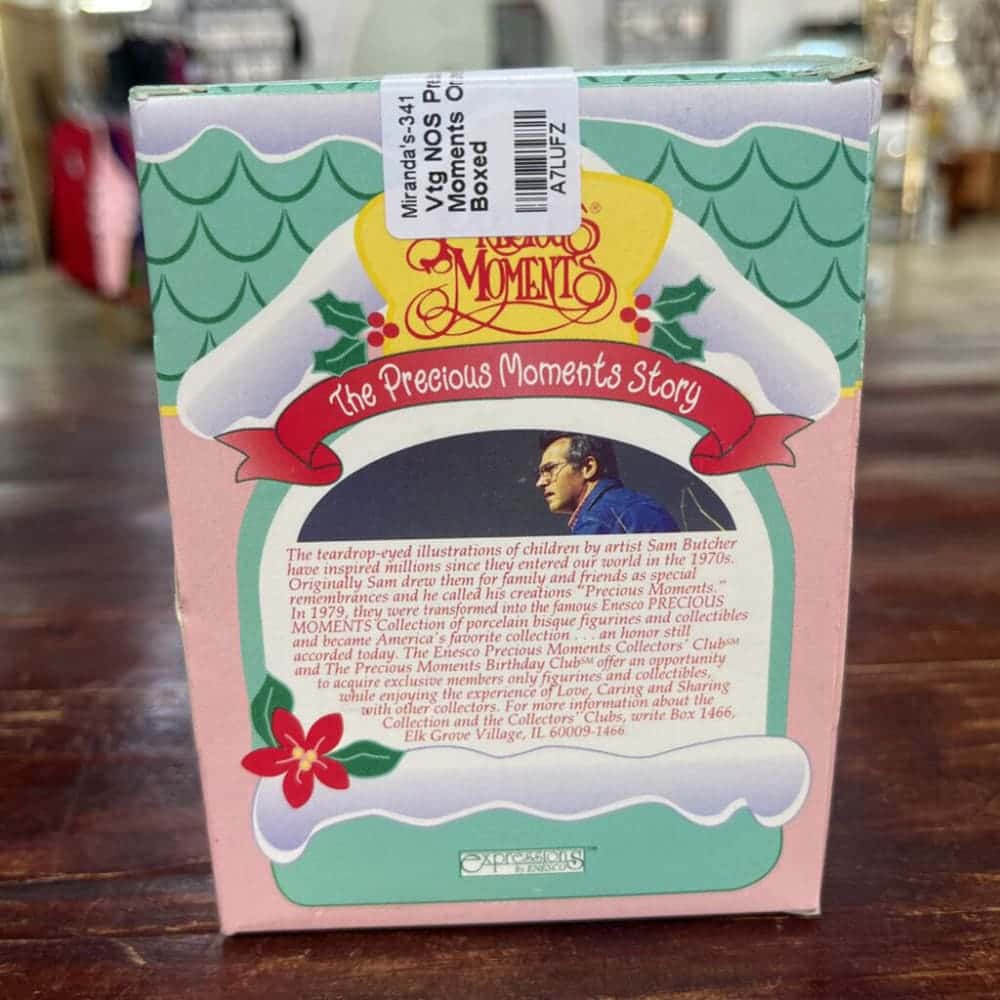 Miranda's-341
Vtg NOS Pre
Moments Or
Boxed
A7LUFZ
®
MOMENTS
The Precious Moments Story
The teardrop-eyed illustrations of children by artist Sam Butcher
have inspired millions since they entered our world in the 1970s.
Originally Sam drew them for family and friends as special
remembrances and he called his creations "Precious Moments."
In 1979, they were transformed into the famous Enesco PRECIOUS
MOMENTS Collection of porcelain bisque figurines and collectibles
and became America's favorite collection . . . an honor still
accorded today. The Enesco Precious Moments Collectors' Club℠
and The Precious Moments Birthday Club℠ offer an opportunity
to acquire exclusive members only figurines and collectibles,
while enjoying the experience of Love, Caring and Sharing
with other collectors. For more information about the
Collection and the Collectors' Clubs, write Box 1466,
Elk Grove Village, IL 60009-1466
expressions™
by ENESCO